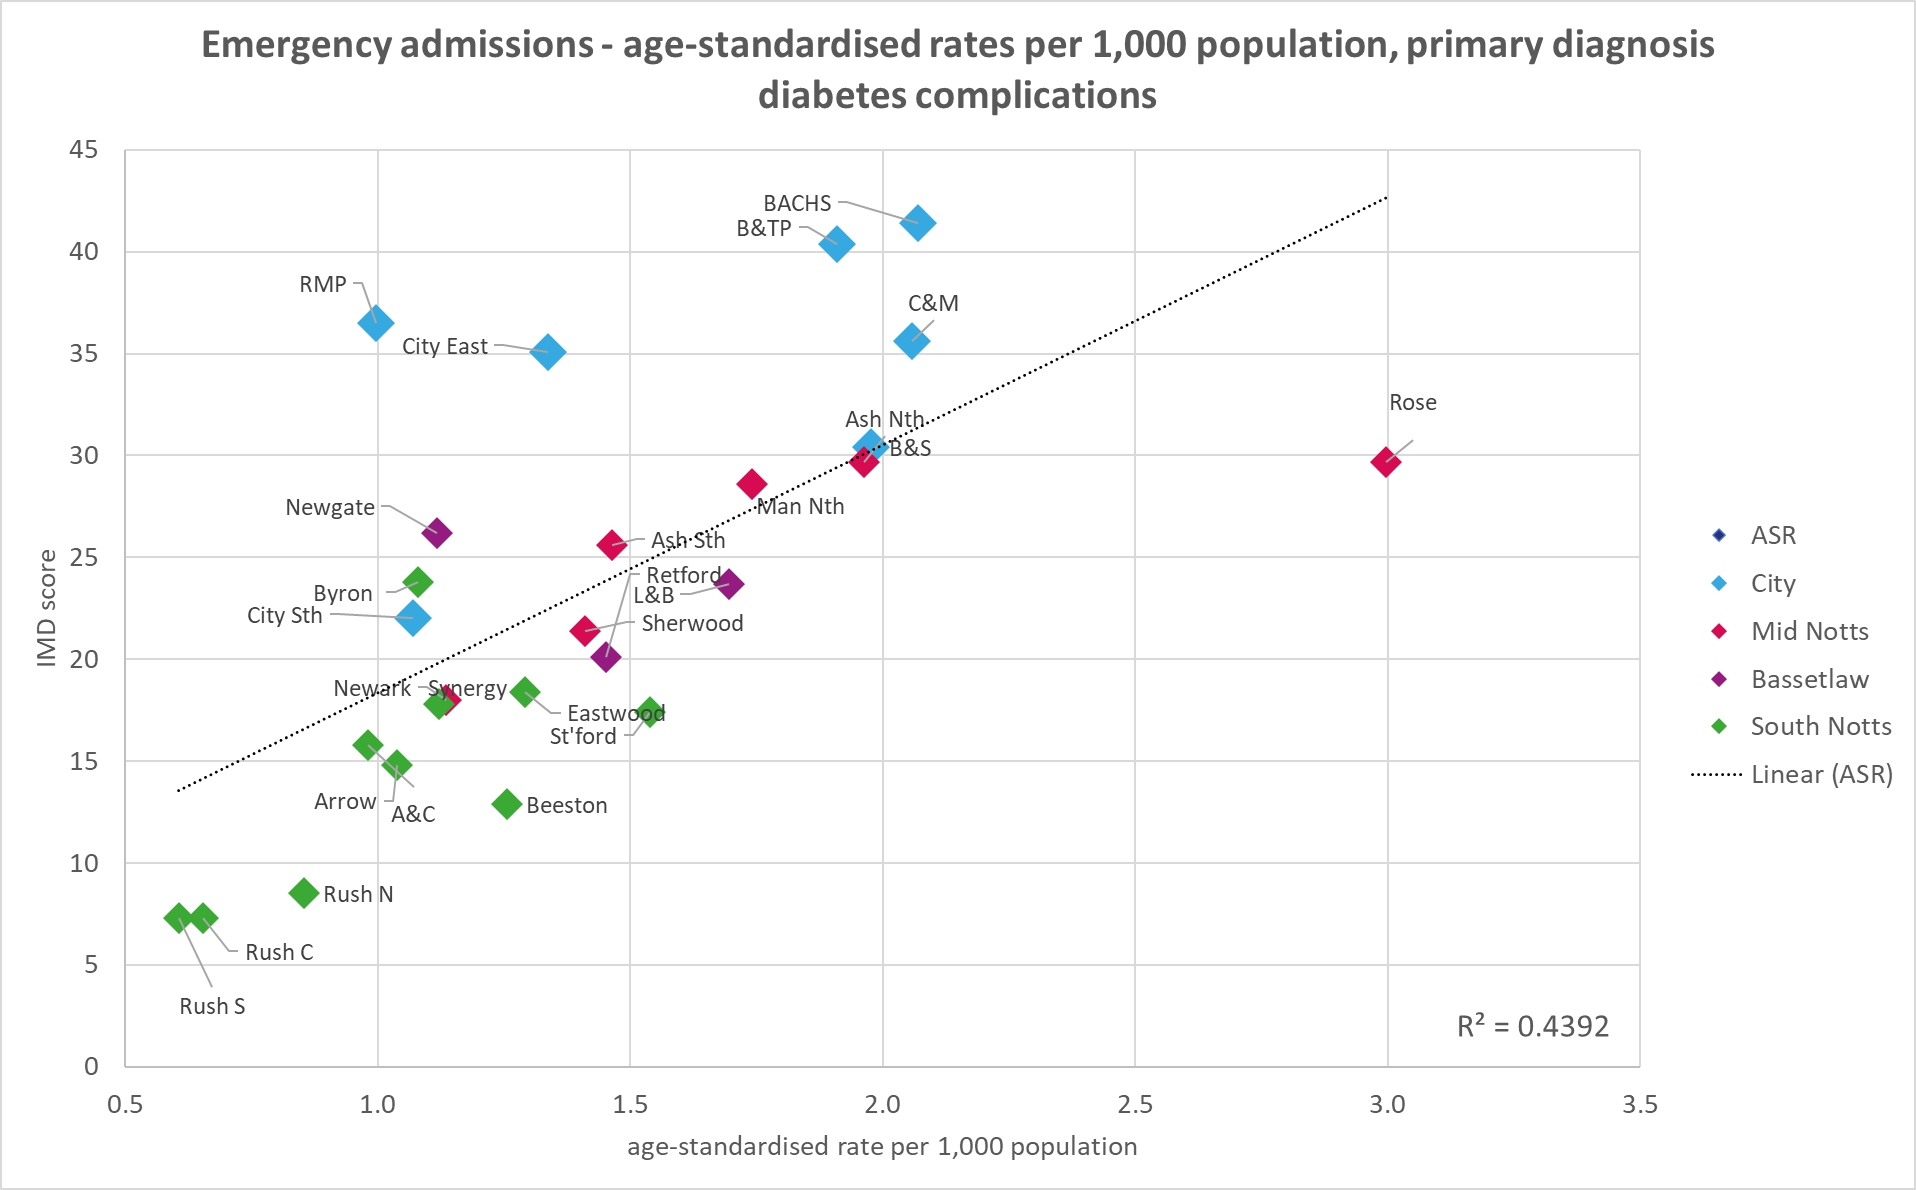 Emergency admissions - age-standardised rates per 1,000 population, primary diagnosis
diabetes complications
45
40
35
30
25
20
15
10
5
0
IMD score
BACHS
B&TP
RMP
C&M
City East
Rose
Ash Nth
B&S
Man Nth
Newgate
Ash Sth
Retford
Byron
L&B
City Sth
Sherwood
Newark
Synergy
Eastwood
St'ford
Arrow
A&C
Beeston
Rush N
Rush C
Rush S
R² = 0.4392
0.5
1.0
1.5
2.0
2.5
3.0
3.5
age-standardised rate per 1,000 population
ASR
City
Mid Notts
Bassetlaw
South Notts
Linear (ASR)